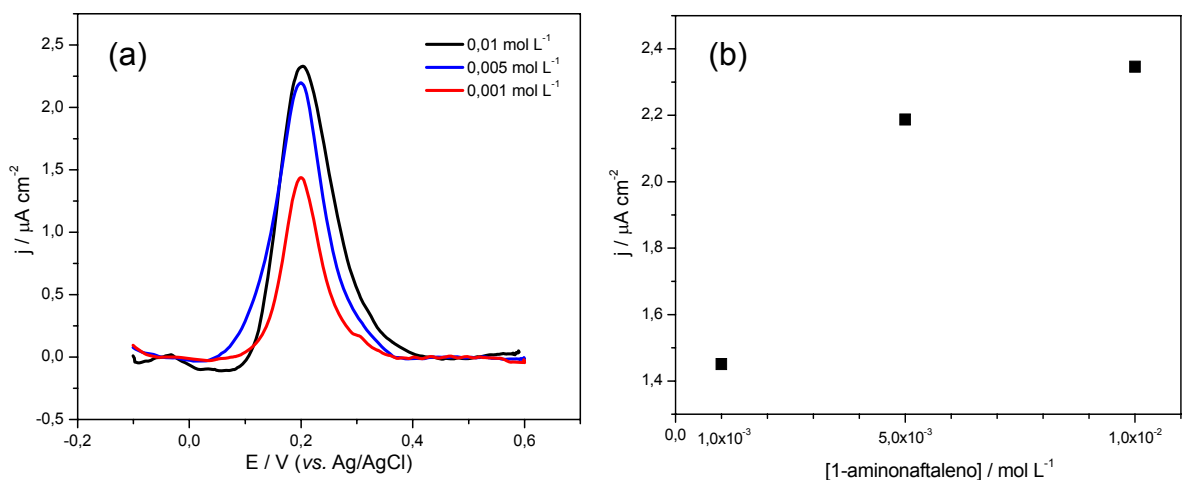 (a)
0,01 mol L⁻¹
0,005 mol L⁻¹
0,001 mol L⁻¹
2,5
2,0
1,5
1,0
0,5
0,0
-0,5
j / μA cm⁻²
-0,2
0,0
0,2
0,4
0,6
E / V (vs. Ag/AgCl)
(b)
2,4
2,2
2,0
1,8
1,6
1,4
j / μA cm⁻²
0,0
1,0x10⁻³
5,0x10⁻³
1,0x10⁻²
[1-aminonaftaleno] / mol L⁻¹